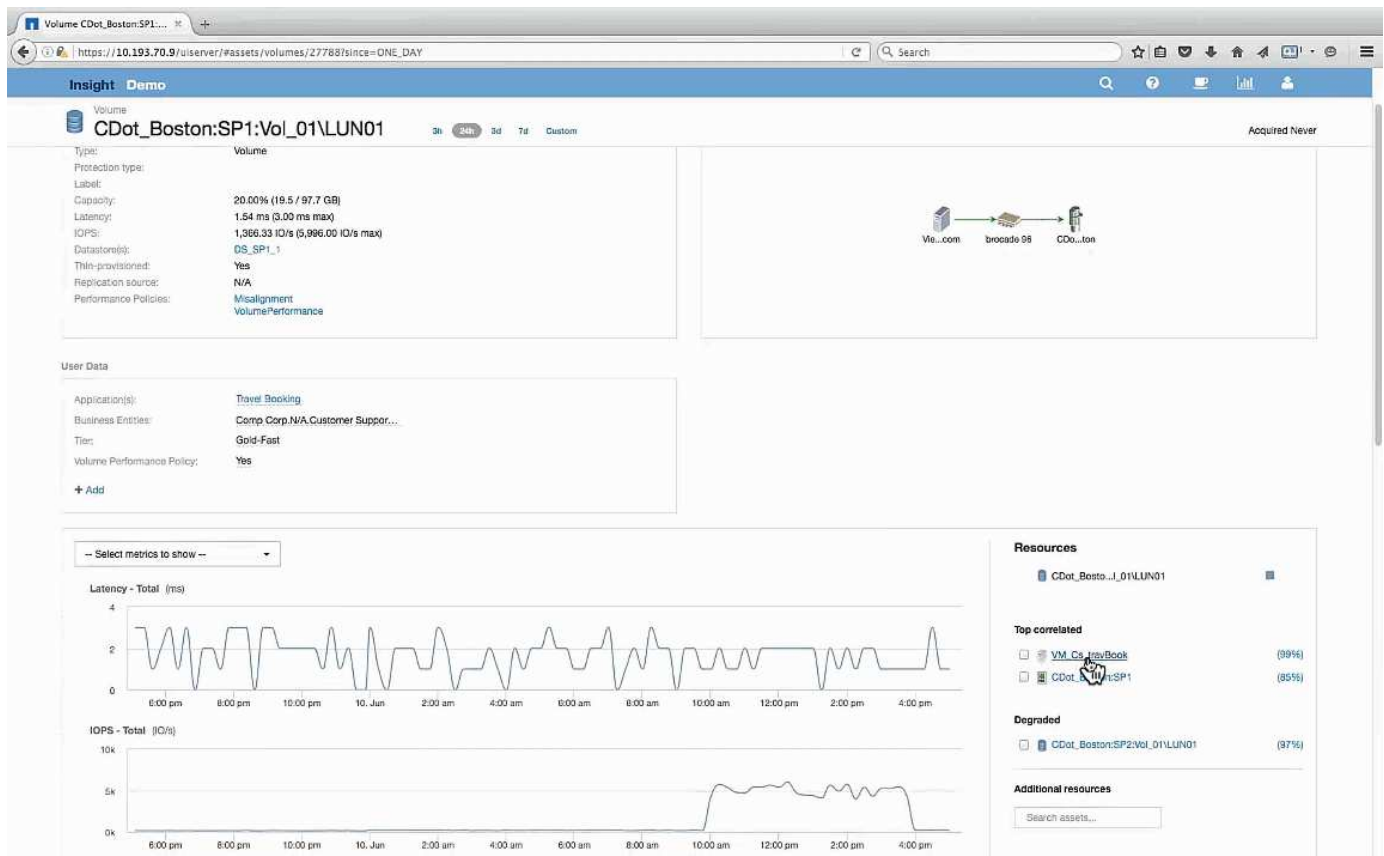 Volume CDot_Boston:SP1:...
https://10.193.70.9/uiserver/#assets/volumes/27788?since=ONE_DAY
Search
Insight Demo
Volume
CDot_Boston:SP1:Vol_01\LUN01
3h 24h 3d 7d Custom
Acquired Never
Type: Volume
Protection type:
Label:
Capacity: 20.00% (19.5 / 97.7 GB)
Latency: 1.54 ms (3.00 ms max)
IOPS: 1,366.33 IO/s (5,996.00 IO/s max)
Datastore(s): DS_SP1_1
Thin-provisioned: Yes
Replication source: N/A
Performance Policies: Misalignment
VolumePerformance
Vie...com brocade 96 CDo...ton
User Data
Application(s): Travel Booking
Business Entities: Comp Corp.N/A.Customer Suppor...
Tier: Gold-Fast
Volume Performance Policy: Yes
+ Add
-- Select metrics to show --
Latency - Total (ms)
4
2
0
6:00 pm 8:00 pm 10:00 pm 10. Jun 2:00 am 4:00 am 6:00 am 8:00 am 10:00 am 12:00 pm 2:00 pm 4:00 pm
IOPS - Total (IO/s)
10k
5k
0k
6:00 pm 8:00 pm 10:00 pm 10. Jun 2:00 am 4:00 am 6:00 am 8:00 am 10:00 am 12:00 pm 2:00 pm 4:00 pm
Resources
CDot_Bosto...l_01\LUN01
Top correlated
VM_Cs_travBook (99%)
(85%)
Degraded
CDot_Boston:SP2:Vol_01\LUN01 (97%)
Additional resources
Search assets...